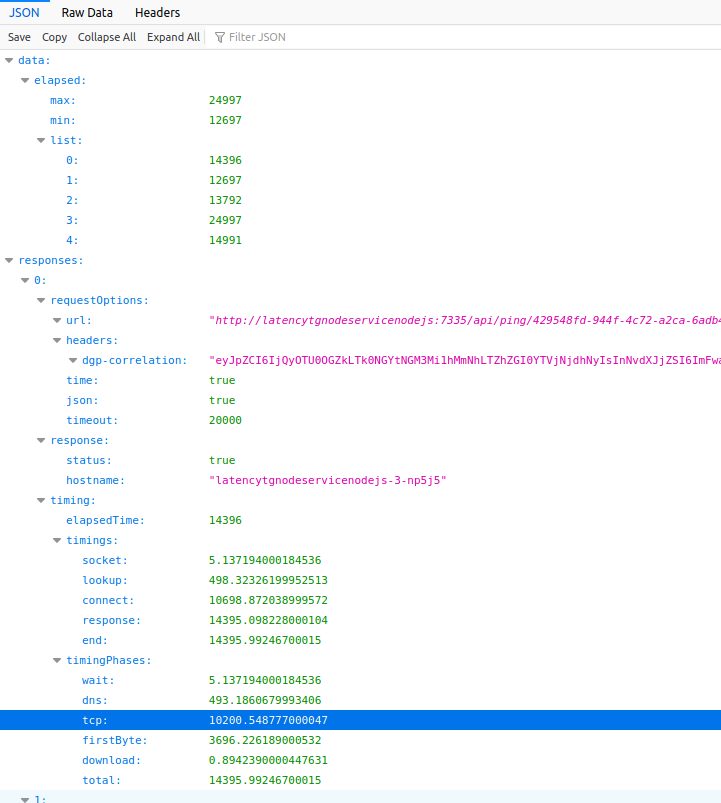 JSON Raw Data Headers
Save Copy Collapse All Expand All Filter JSON
data:
elapsed:
max: 24997
min: 12697
list:
0: 14396
1: 12697
2: 13792
3: 24997
4: 14991
responses:
0:
requestOptions:
url: "http://latencytgnodeservicenodejs:7335/api/ping/429548fd-944f-4c72-a2ca-6adb4
headers:
dgp-correlation: "eyJpZCI6IjQyOTU0OGZkLTk0NGYtNGM3Mi1hMmNhLTZhZGI0YTVjNjdhNyIsInNvdXJjZSI6ImFwa
time: true
json: true
timeout: 20000
response:
status: true
hostname: "latencytgnodeservicenodejs-3-np5j5"
timing:
elapsedTime: 14396
timings:
socket: 5.137194000184536
lookup: 498.32326199952513
connect: 10698.872038999572
response: 14395.098228000104
end: 14395.99246700015
timingPhases:
wait: 5.137194000184536
dns: 493.1860679993406
tcp: 10200.548777000047
firstByte: 3696.226189000532
download: 0.8942390000447631
total: 14395.99246700015
1: